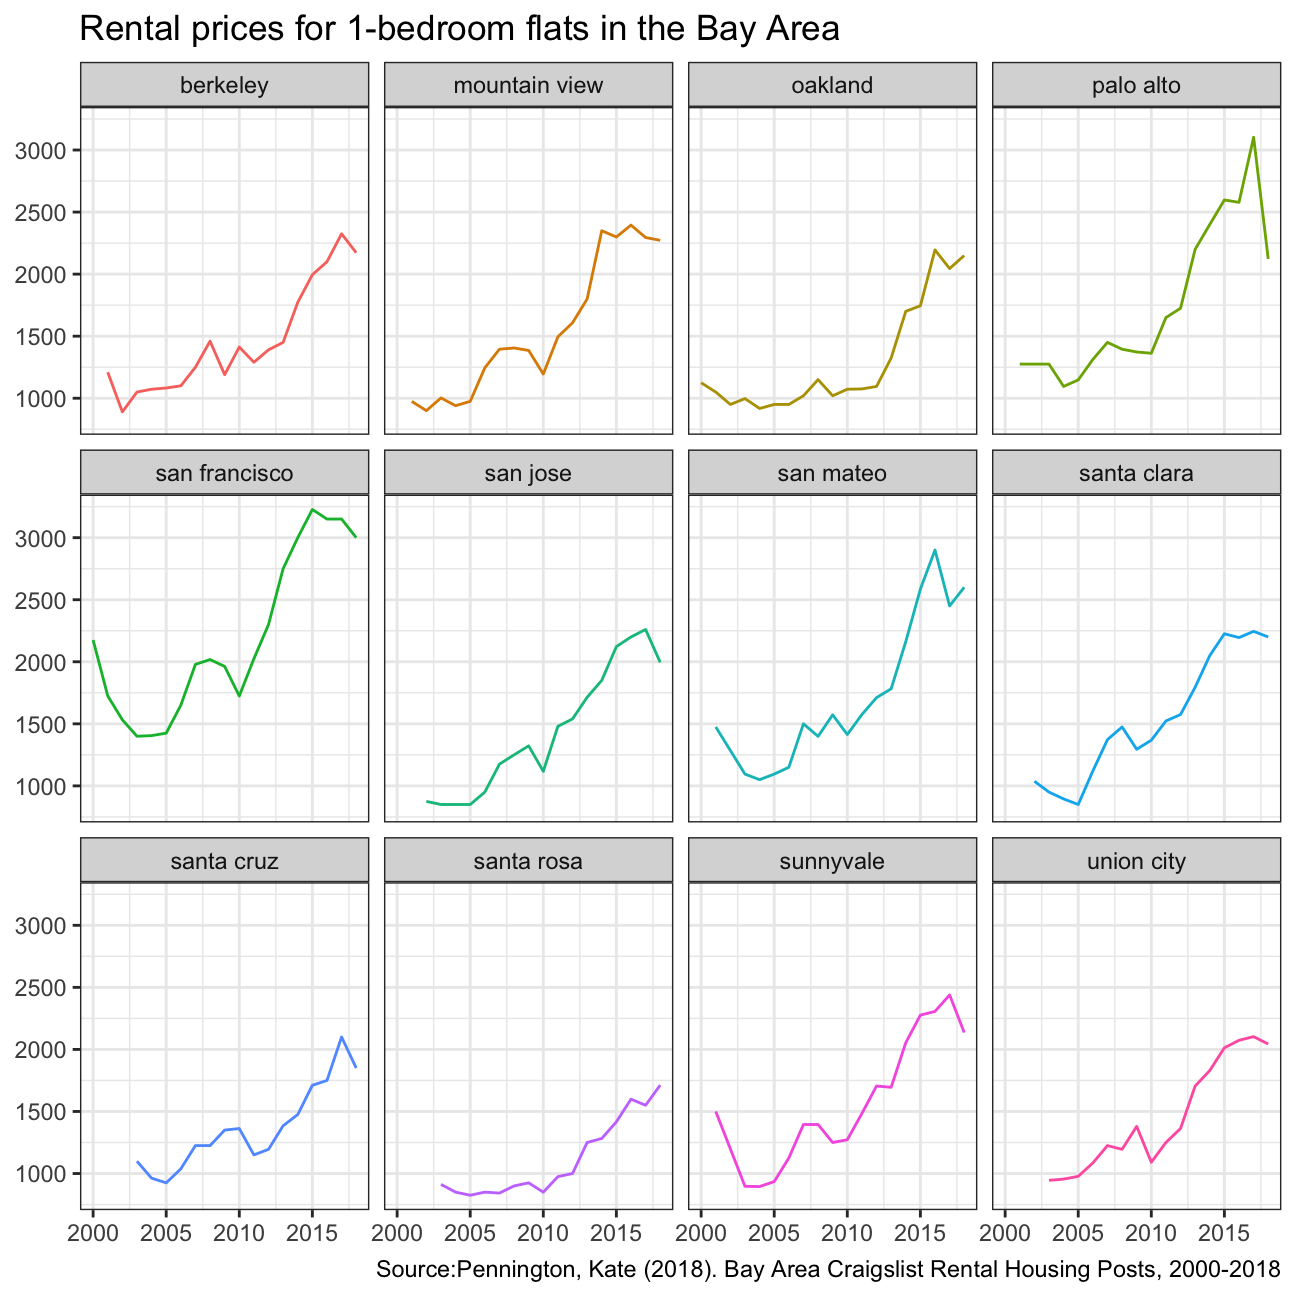 Rental prices for 1-bedroom flats in the Bay Area
berkeley
mountain view
oakland
palo alto
3000
2500
2000
1500
1000
san francisco
san jose
san mateo
santa clara
3000
2500
2000
1500
1000
santa cruz
santa rosa
sunnyvale
union city
3000
2500
2000
1500
1000
2000 2005 2010 2015 2000 2005 2010 2015 2000 2005 2010 2015 2000 2005 2010 2015
Source:Pennington, Kate (2018). Bay Area Craigslist Rental Housing Posts, 2000-2018